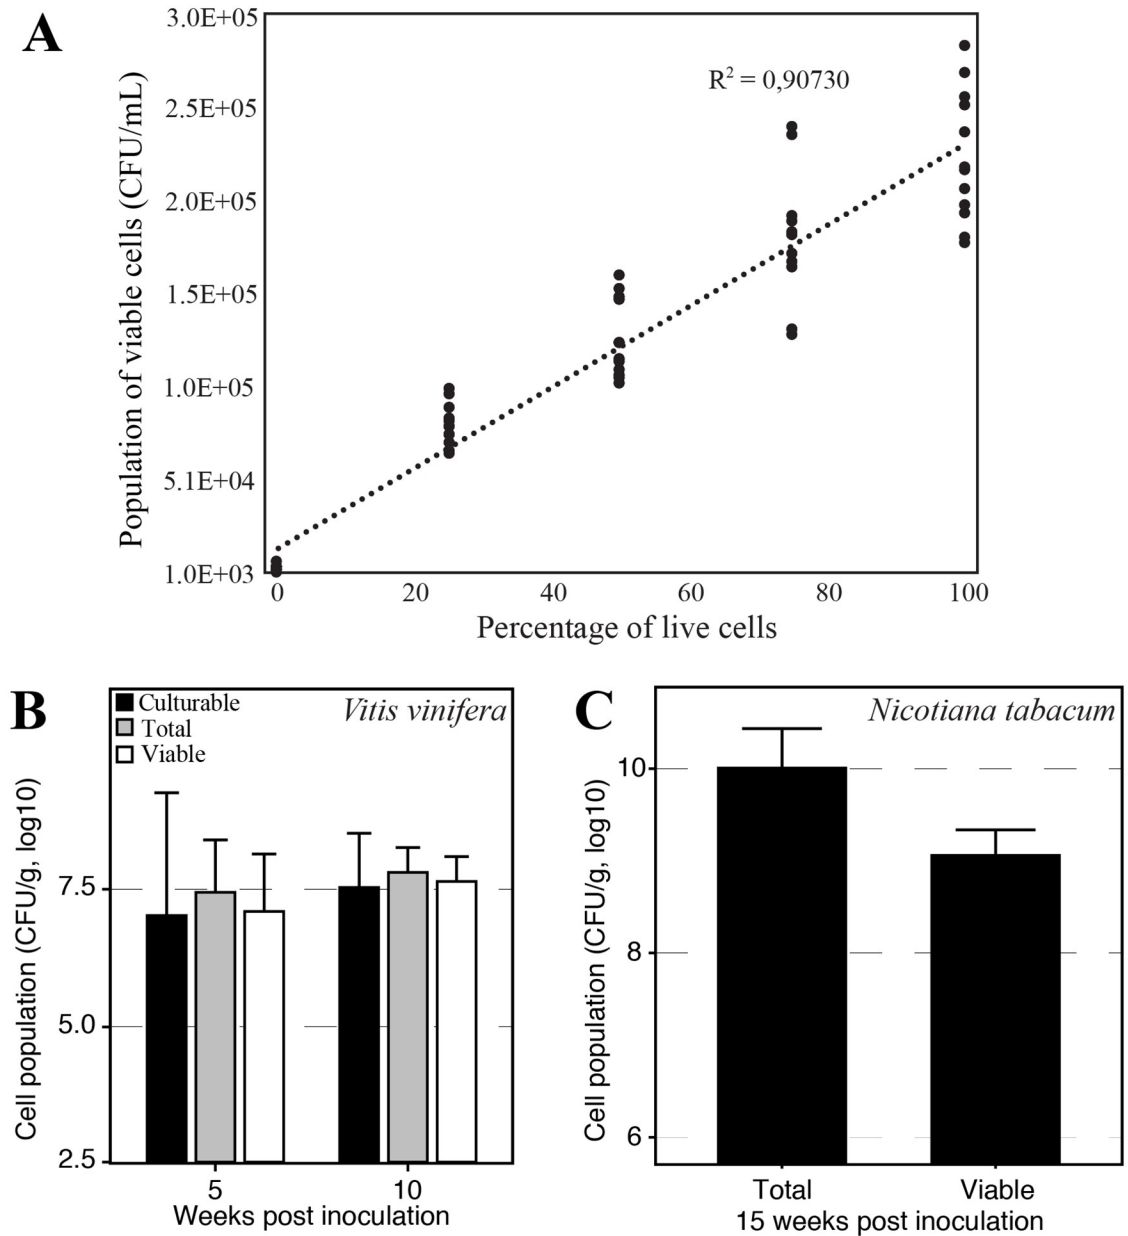 A
Population of viable cells (CFU/mL)
3.0E+05
2.5E+05
2.0E+05
1.5E+05
1.0E+05
5.1E+04
1.0E+03
R² = 0,90730
0 20 40 60 80 100
Percentage of live cells
B
Culturable
Total
Viable
Vitis vinifera
Cell population (CFU/g, log10)
7.5
5.0
2.5
5 10
Weeks post inoculation
C
Nicotiana tabacum
Cell population (CFU/g, log10)
10
8
6
Total Viable
15 weeks post inoculation